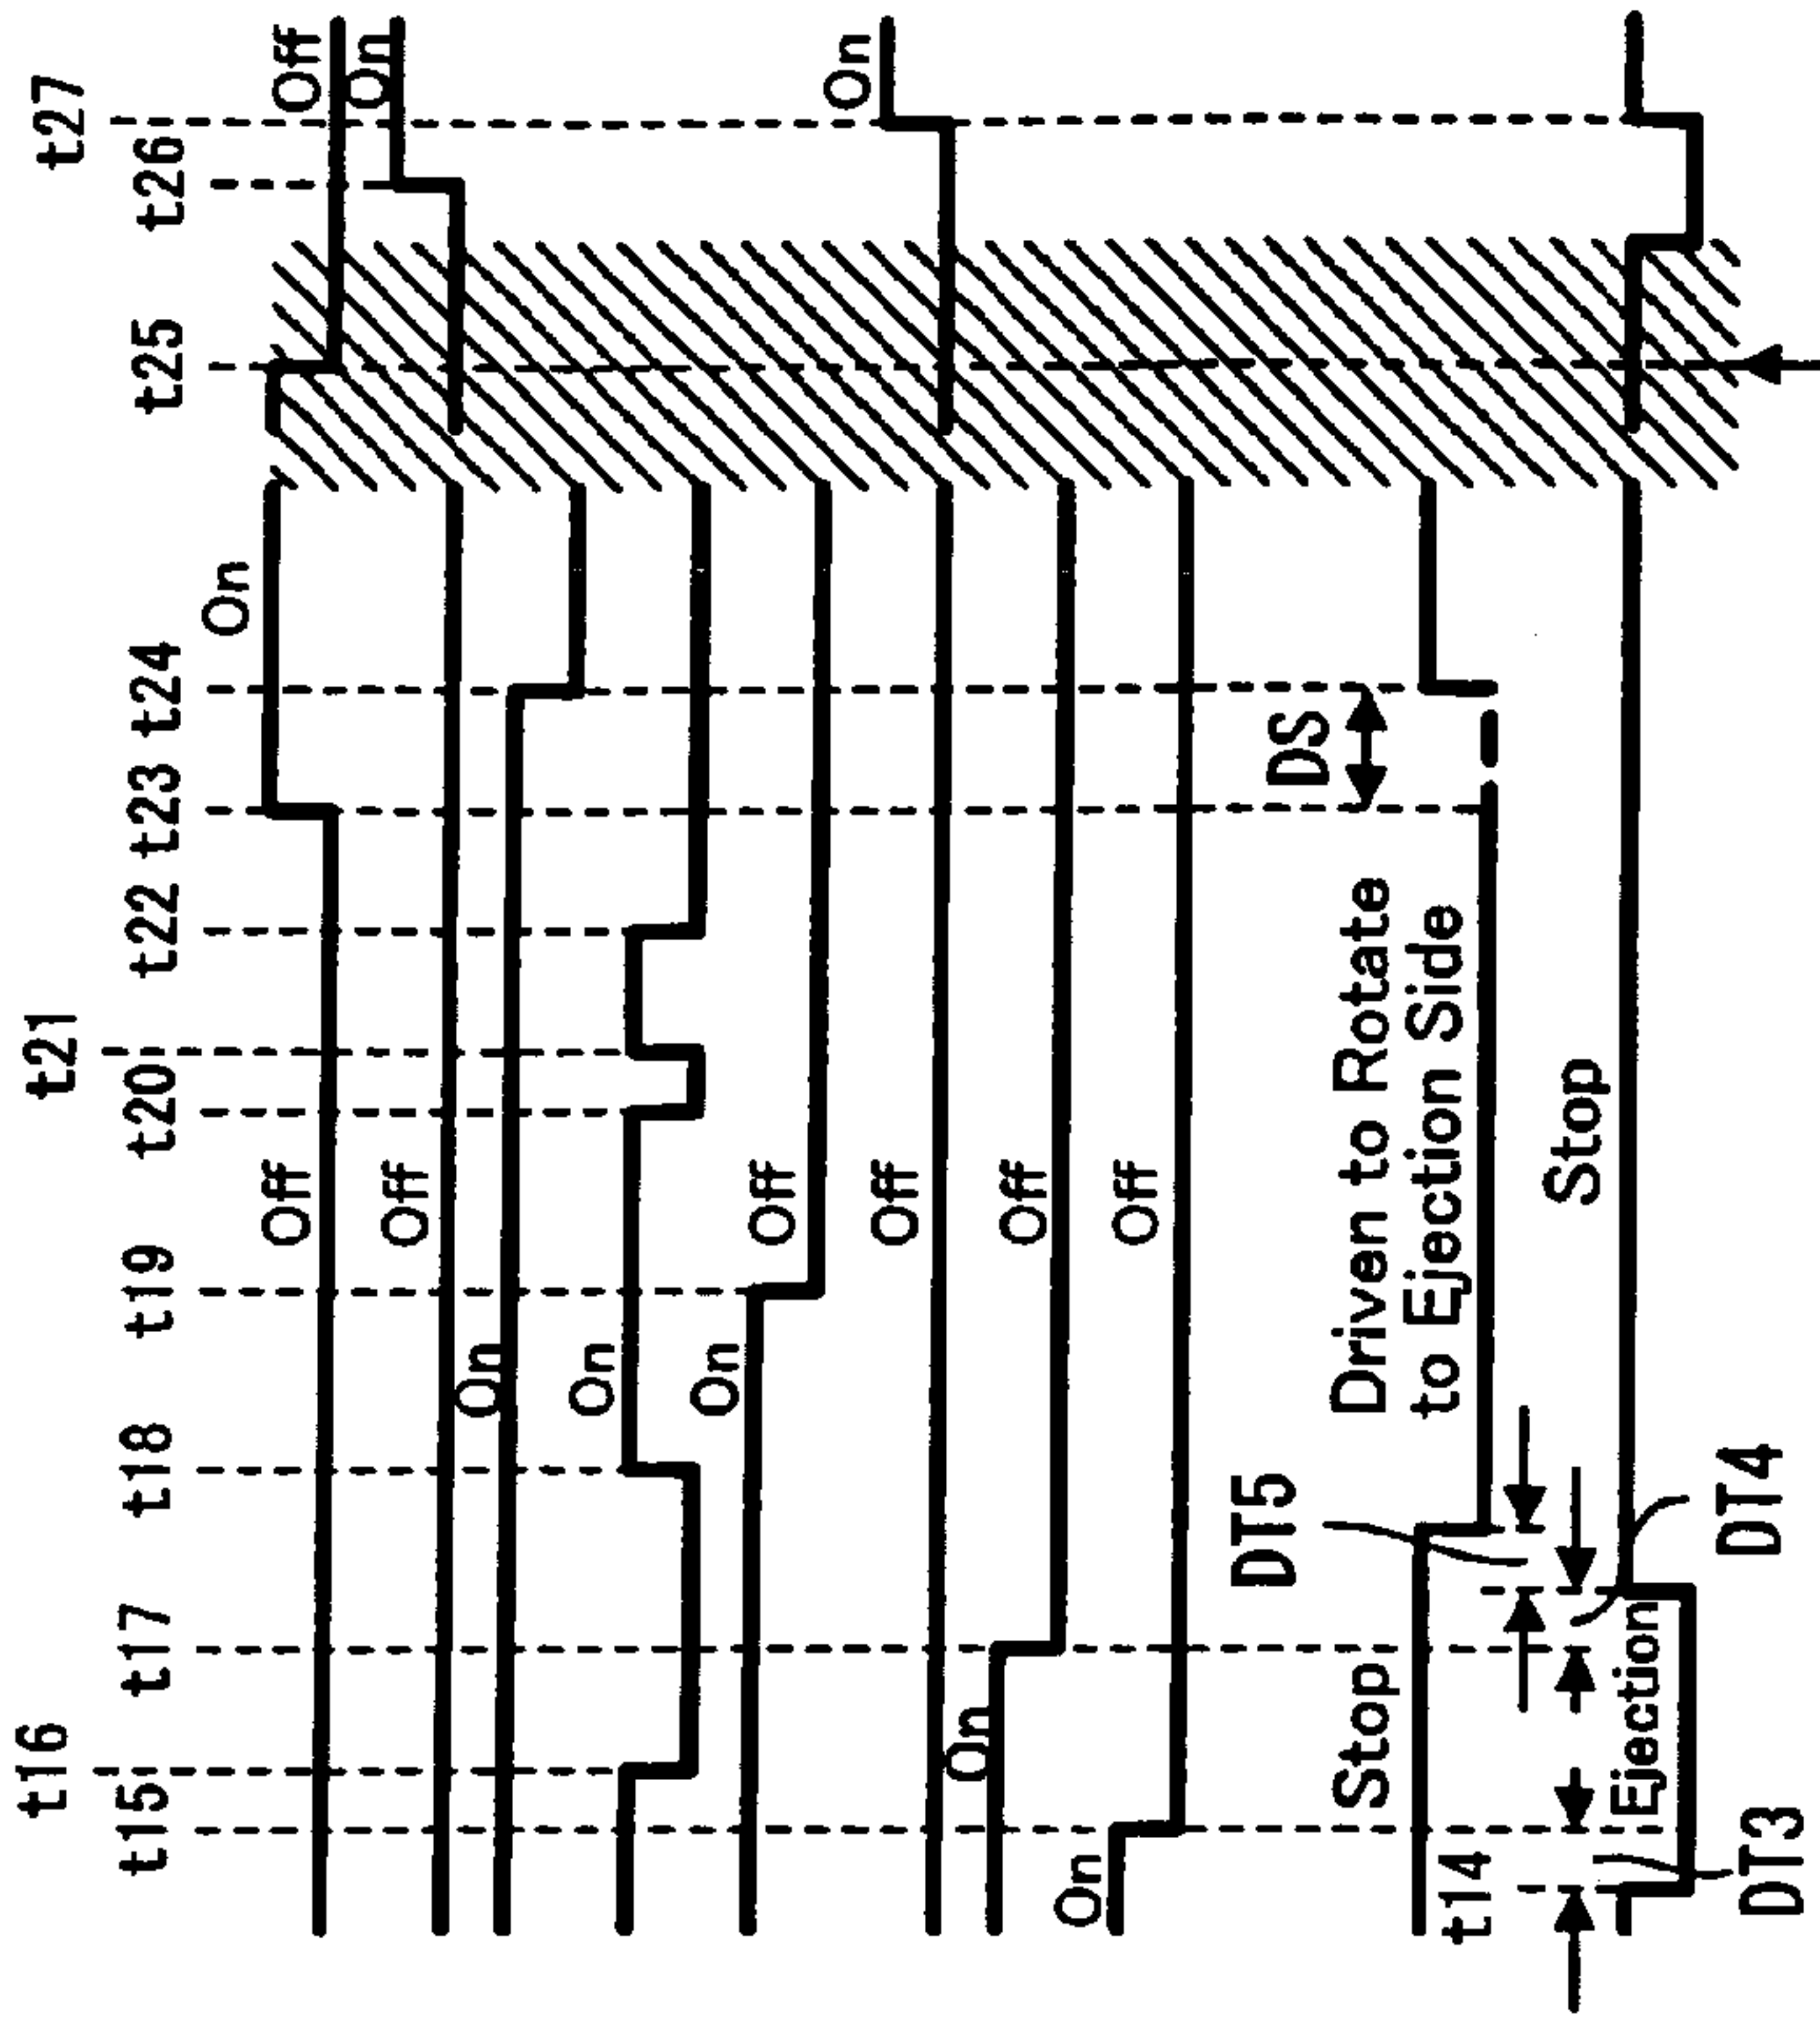 t16
t21
t27
t15
t17
t18
t19
t20
t22
t23
t24
t25
t26
On
Off
Off
Off
On
On
On
On
Off
Off
Off
Off
On
On
On
DT5
DS
Stop
Driven to Rotate
to Ejection Side
t14
Stop
Ejection
DT3
DT4